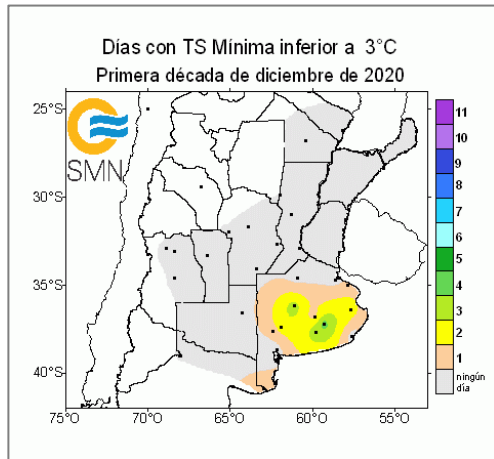 Días con TS Mínima inferior a 3°C
Primera década de diciembre de 2020
SMN
25°S
30°S
35°S
40°S
75°O 70°O 65°O 60°O 55°O
11
10
9
8
7
6
5
4
3
2
1
ningún
día